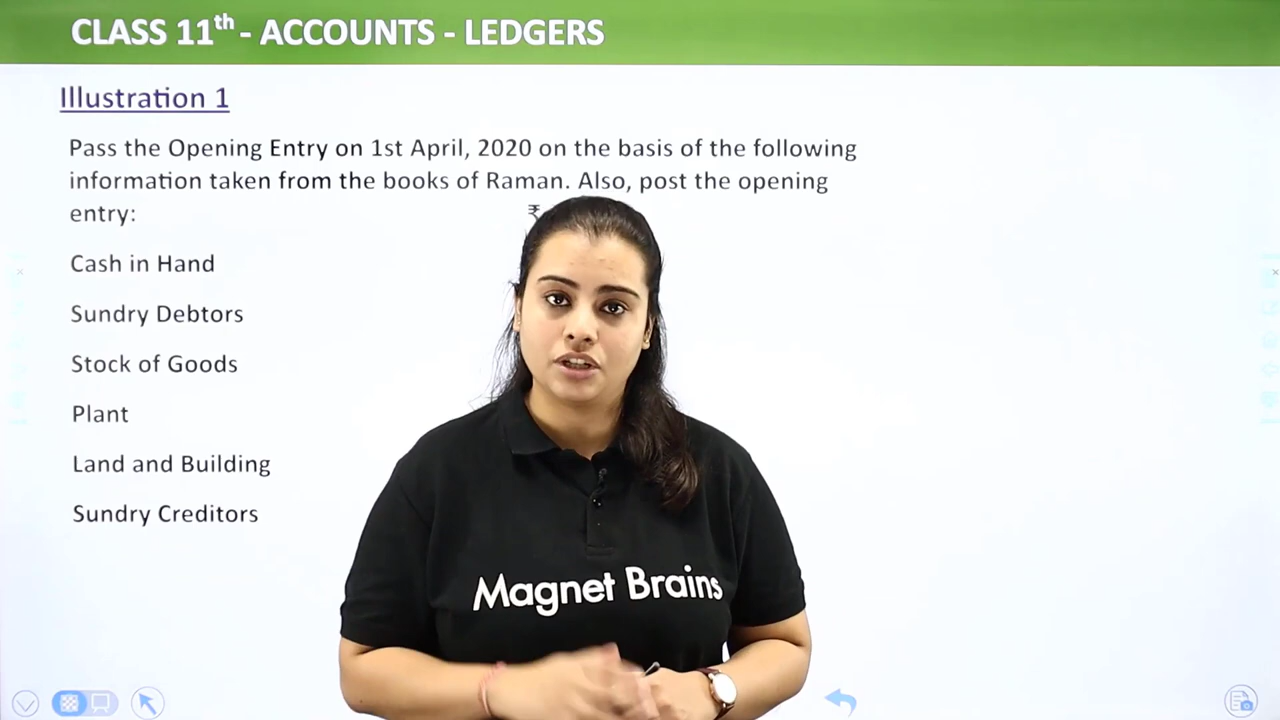 CLASS 11th - ACCOUNTS - LEDGERS
Illustration 1
Pass the Opening Entry on 1st April, 2020 on the basis of the following
information taken from the books of Raman. Also, post the opening
entry:
₹
Cash in Hand
Sundry Debtors
Stock of Goods
Plant
Land and Building
Sundry Creditors
Magnet Brains